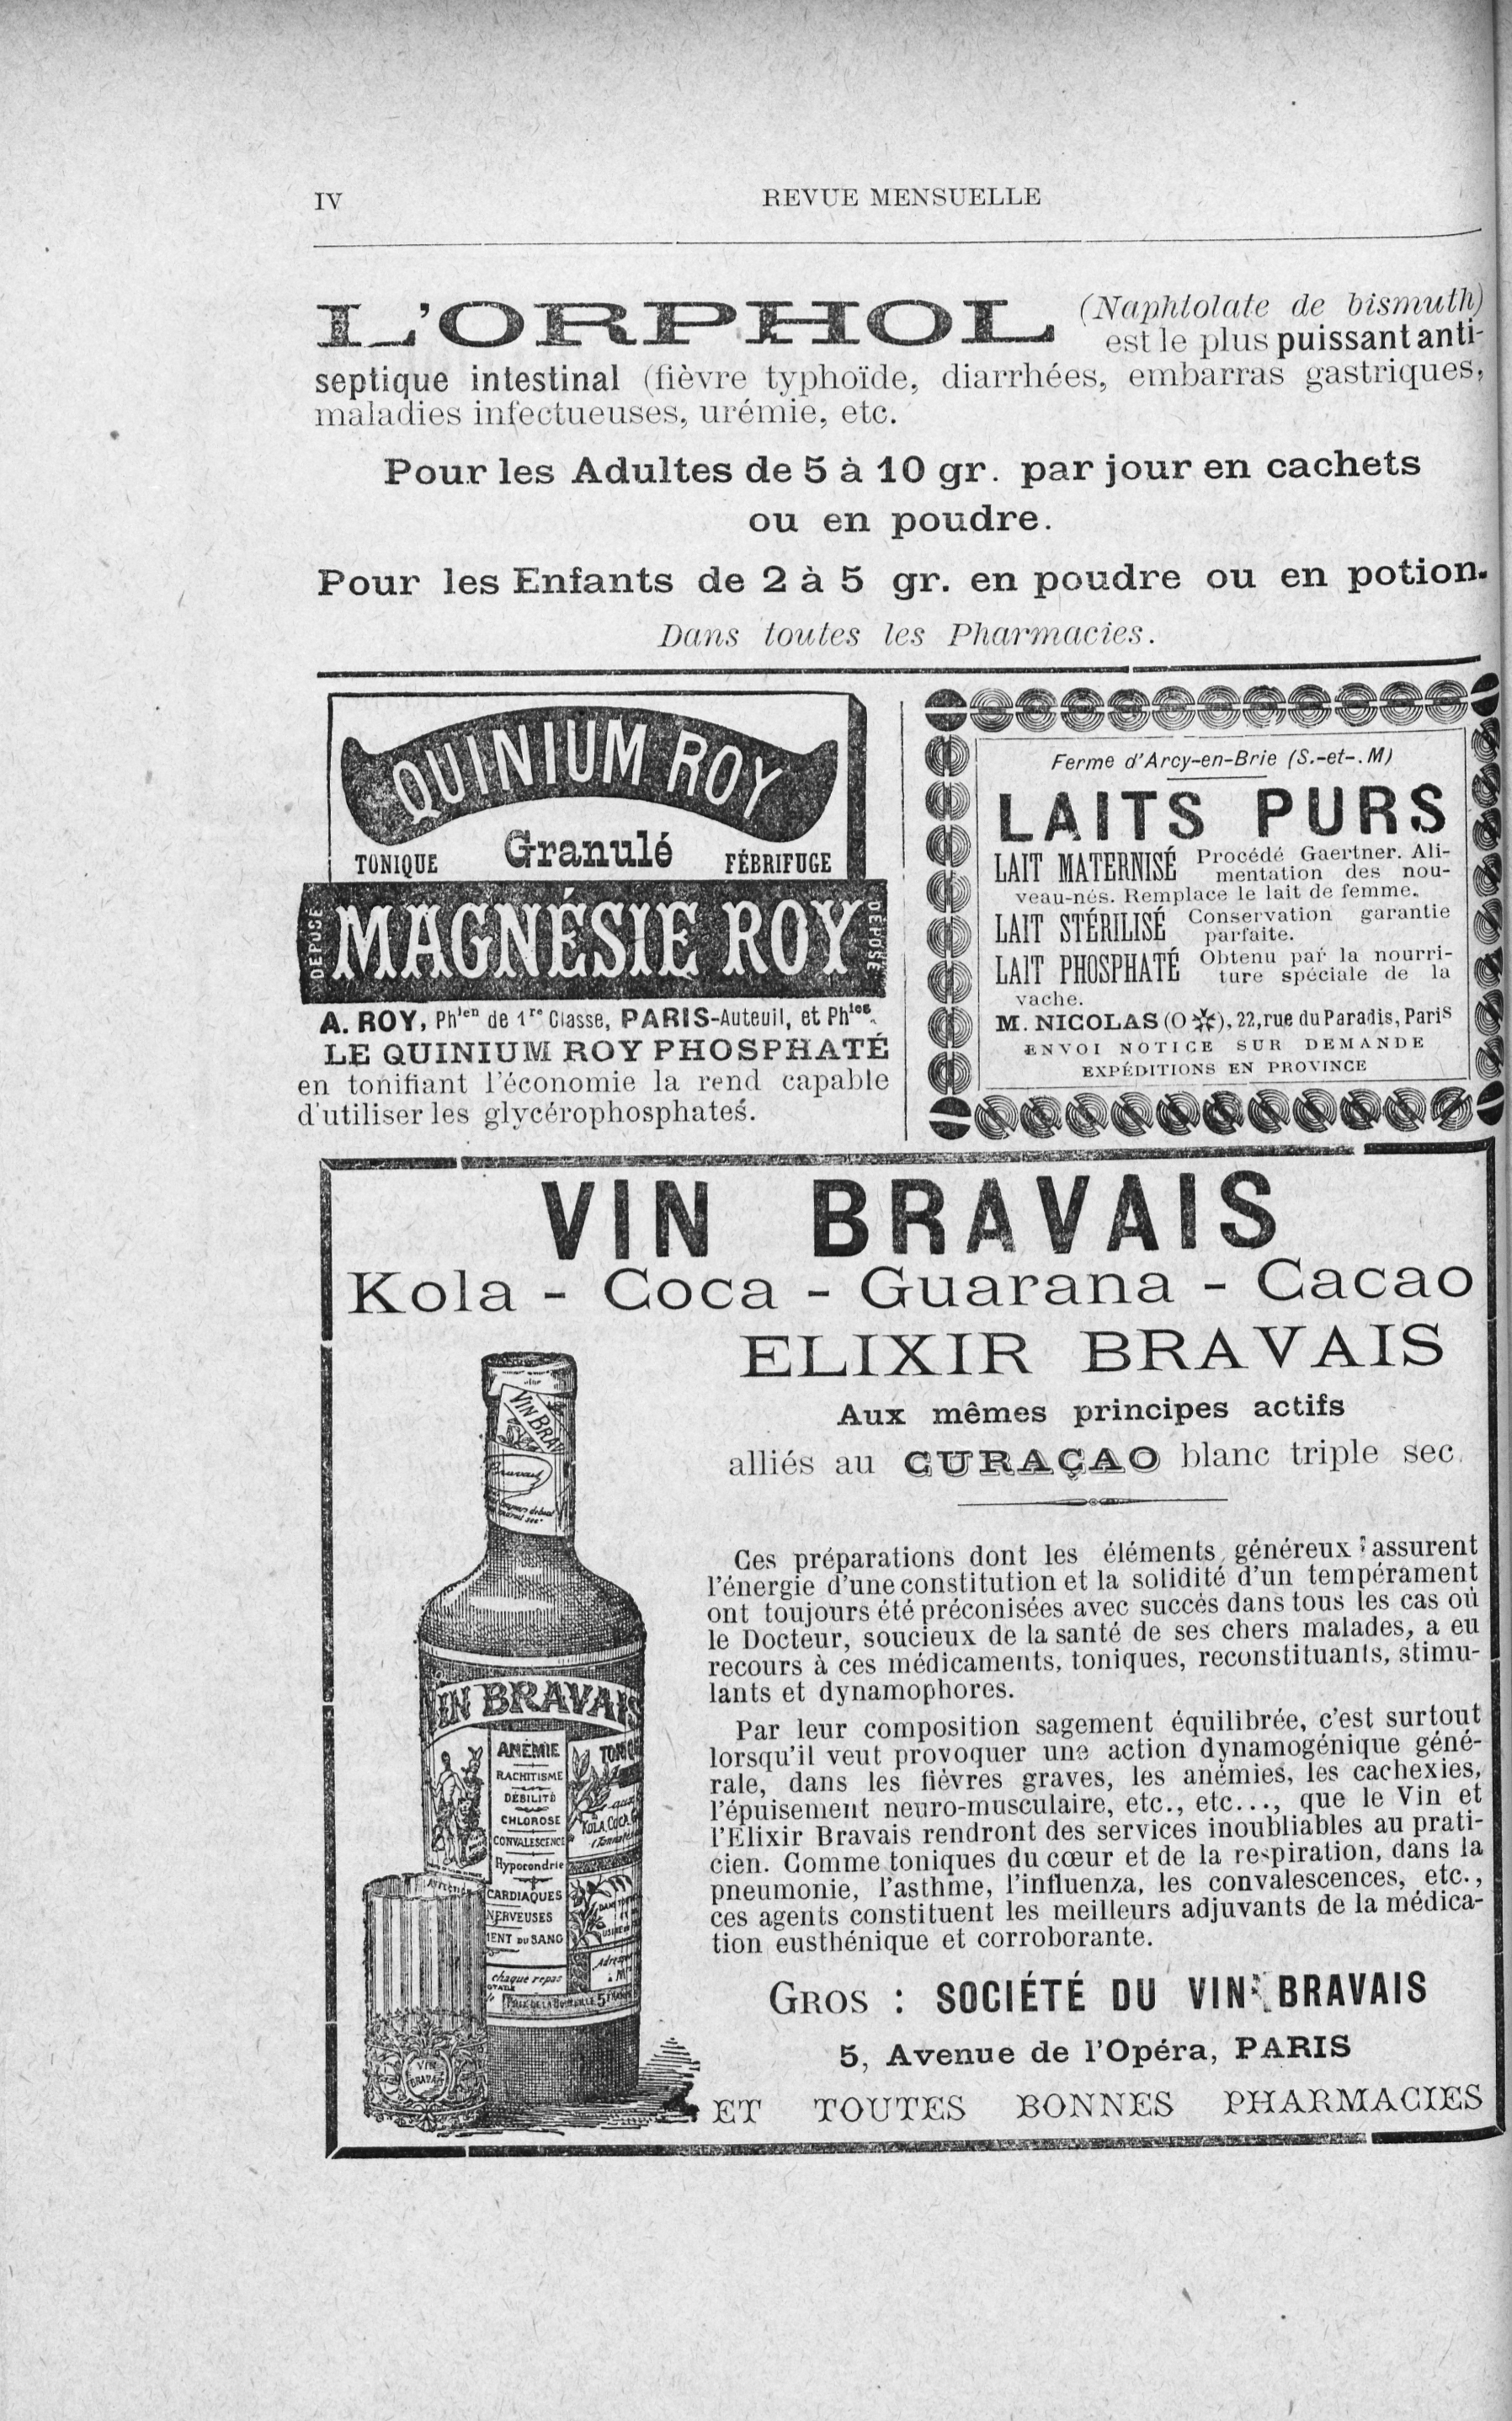 IV
REVUE MENSUELLE
L'ORPHOL (Naphtolate de bismuth)
est le plus puissant anti-
septique intestinal (fièvre typhoïde, diarrhées, embarras gastriques,
maladies infectueuses, urémie, etc.
Pour les Adultes de 5 à 10 gr. par jour en cachets
ou en poudre.
Pour les Enfants de 2 à 5 gr. en poudre ou en potion.
Dans toutes les Pharmacies.
QUINIUM ROY
Granulé
TONIQUE FÉBRIFUGE
DÉPOSÉ MAGNÉSIE ROY DÉPOSÉ
A. ROY, Phien de 1re Classe, PARIS-Auteuil, et Phies.
LE QUINIUM ROY PHOSPHATÉ
en tonifiant l'économie la rend capable
d'utiliser les glycérophosphates.
Ferme d'Arcy-en-Brie (S.-et-.M)
LAITS PURS
LAIT MATERNISÉ Procédé Gaertner. Ali-
mentation des nou-
veau-nés. Remplace le lait de femme.
LAIT STÉRILISÉ Conservation garantie
parfaite.
LAIT PHOSPHATÉ Obtenu par la nourri-
ture spéciale de la
vache.
M. NICOLAS (O ✻), 22, rue du Paradis, Paris
ENVOI NOTICE SUR DEMANDE
EXPÉDITIONS EN PROVINCE
VIN BRAVAIS
Kola - Coca - Guarana - Cacao
ELIXIR BRAVAIS
Aux mêmes principes actifs
alliés au CURAÇAO blanc triple sec.
Ces préparations dont les éléments généreux assurent
l'énergie d'une constitution et la solidité d'un tempérament
ont toujours été préconisées avec succès dans tous les cas où
le Docteur, soucieux de la santé de ses chers malades, a eu
recours à ces médicaments, toniques, reconstituants, stimu-
lants et dynamophores.
Par leur composition sagement équilibrée, c'est surtout
lorsqu'il veut provoquer une action dynamogénique géné-
rale, dans les fièvres graves, les anémies, les cachexies,
l'épuisement neuro-musculaire, etc., etc..., que le Vin et
l'Elixir Bravais rendront des services inoubliables au prati-
cien. Comme toniques du cœur et de la respiration, dans la
pneumonie, l'asthme, l'influenza, les convalescences, etc.,
ces agents constituent les meilleurs adjuvants de la médica-
tion eusthénique et corroborante.
GROS : SOCIÉTÉ DU VIN BRAVAIS
5, Avenue de l'Opéra, PARIS
ET TOUTES BONNES PHARMACIES
VIN BRA
Bravais
IN BRAVAIS
ANÉMIE
RACHITISME
DÉBILITÉ
CHLOROSE
CONVALESCENCE
Hypocondrie
CARDIAQUES
NERVEUSES
MENT DU SANG
chaque repas
KOLA COCA
VIN
BRAVAIS